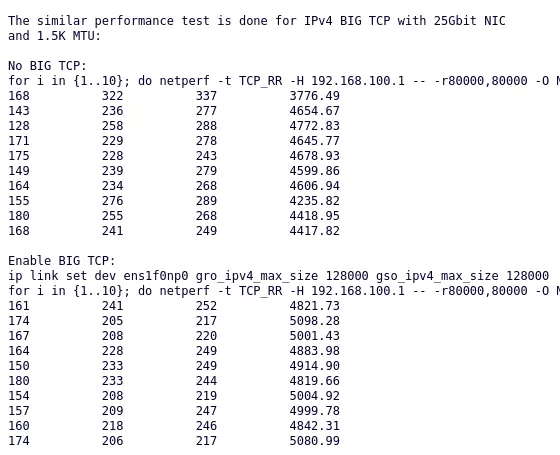 The similar performance test is done for IPv4 BIG TCP with 25Gbit NIC
and 1.5K MTU:

No BIG TCP:
for i in {1..10}; do netperf -t TCP_RR -H 192.168.100.1 -- -r80000,80000 -O
168 322 337 3776.49
143 236 277 4654.67
128 258 288 4772.83
171 229 278 4645.77
175 228 243 4678.93
149 239 279 4599.86
164 234 268 4606.94
155 276 289 4235.82
180 255 268 4418.95
168 241 249 4417.82

Enable BIG TCP:
ip link set dev ens1f0np0 gro_ipv4_max_size 128000 gso_ipv4_max_size 128000
for i in {1..10}; do netperf -t TCP_RR -H 192.168.100.1 -- -r80000,80000 -O
161 241 252 4821.73
174 205 217 5098.28
167 208 220 5001.43
164 228 249 4883.98
150 233 249 4914.90
180 233 244 4819.66
154 208 219 5004.92
157 209 247 4999.78
160 218 246 4842.31
174 206 217 5080.99